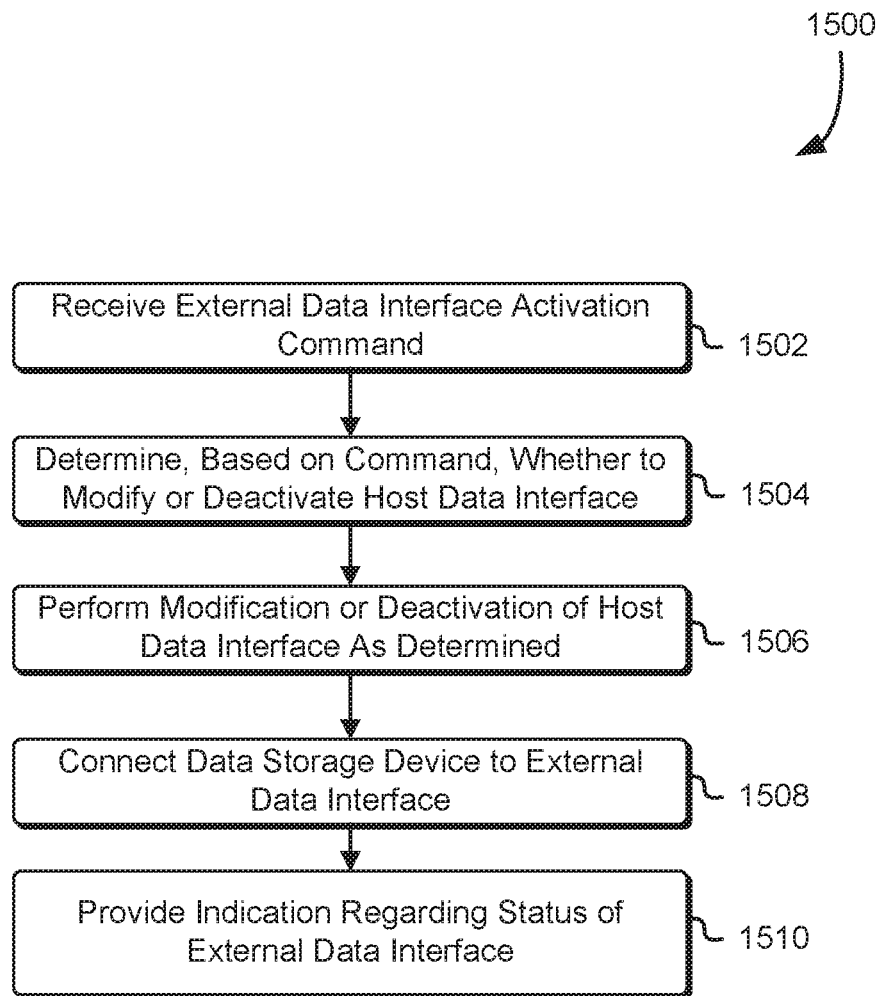 1500
Receive External Data Interface Activation
Command
1502
Determine, Based on Command, Whether to
Modify or Deactivate Host Data Interface
1504
Perform Modification or Deactivation of Host
Data Interface As Determined
1506
Connect Data Storage Device to External
Data Interface
1508
Provide Indication Regarding Status of
External Data Interface
1510